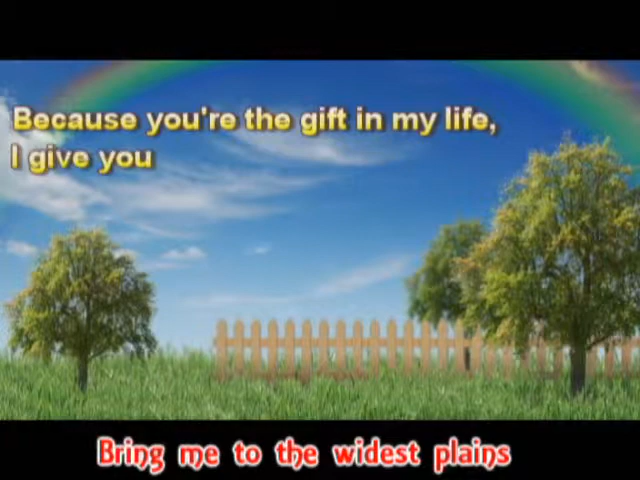 Because you're the gift in my life,
I give you
Bring me to the widest plains